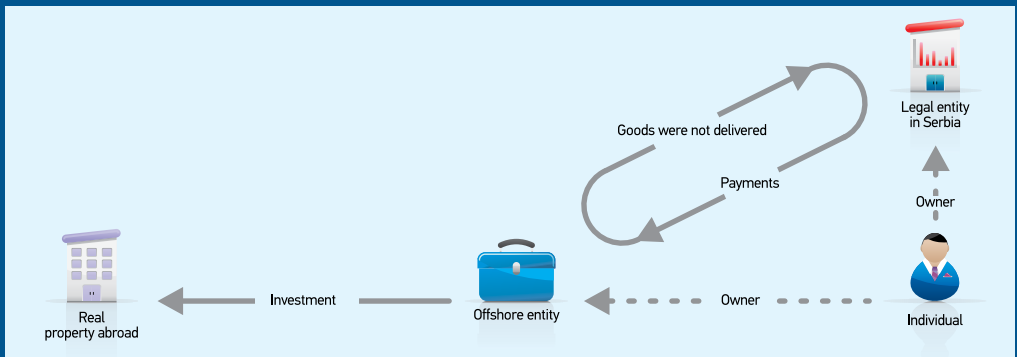 Legal entity
in Serbia
Goods were not delivered
Payments
Owner
Investment
Owner
Offshore entity
Individual
Real
property abroad